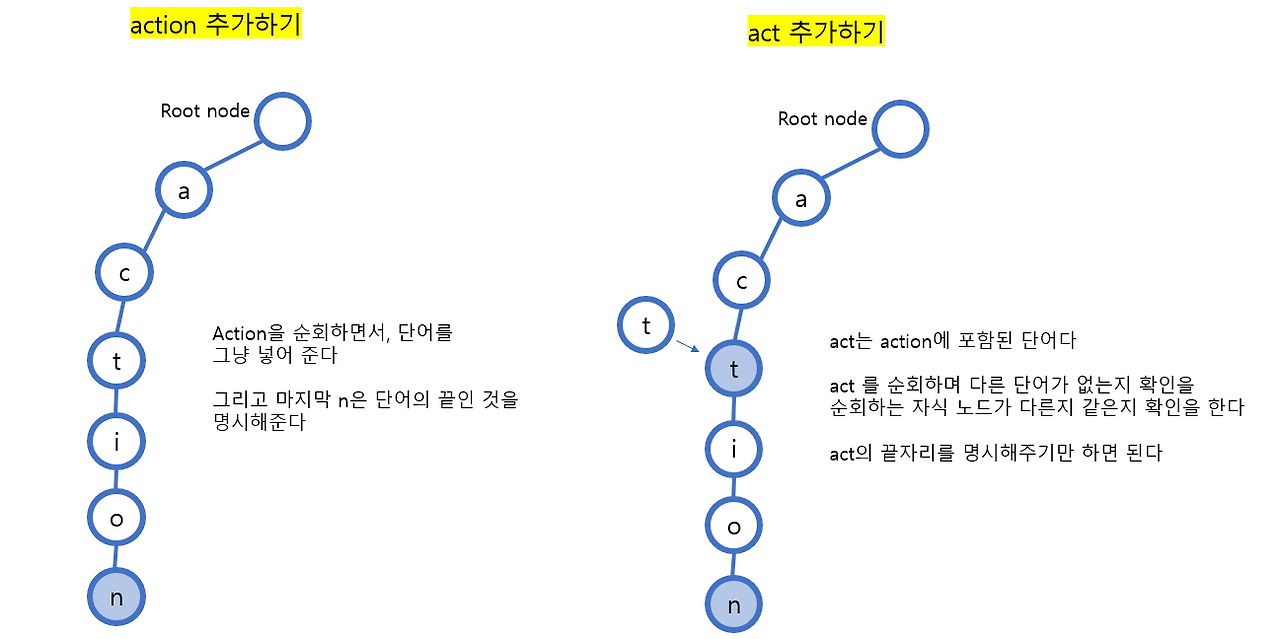 action 추가하기
Root node
a
c
t
i
o
n
Action을 순회하면서, 단어를
그냥 넣어 준다
그리고 마지막 n은 단어의 끝인 것을
명시해준다
act 추가하기
Root node
a
c
t
t
i
o
n
act는 action에 포함된 단어다
act 를 순회하며 다른 단어가 없는지 확인을
순회하는 자식 노드가 다른지 같은지 확인을 한다
act의 끝자리를 명시해주기만 하면 된다